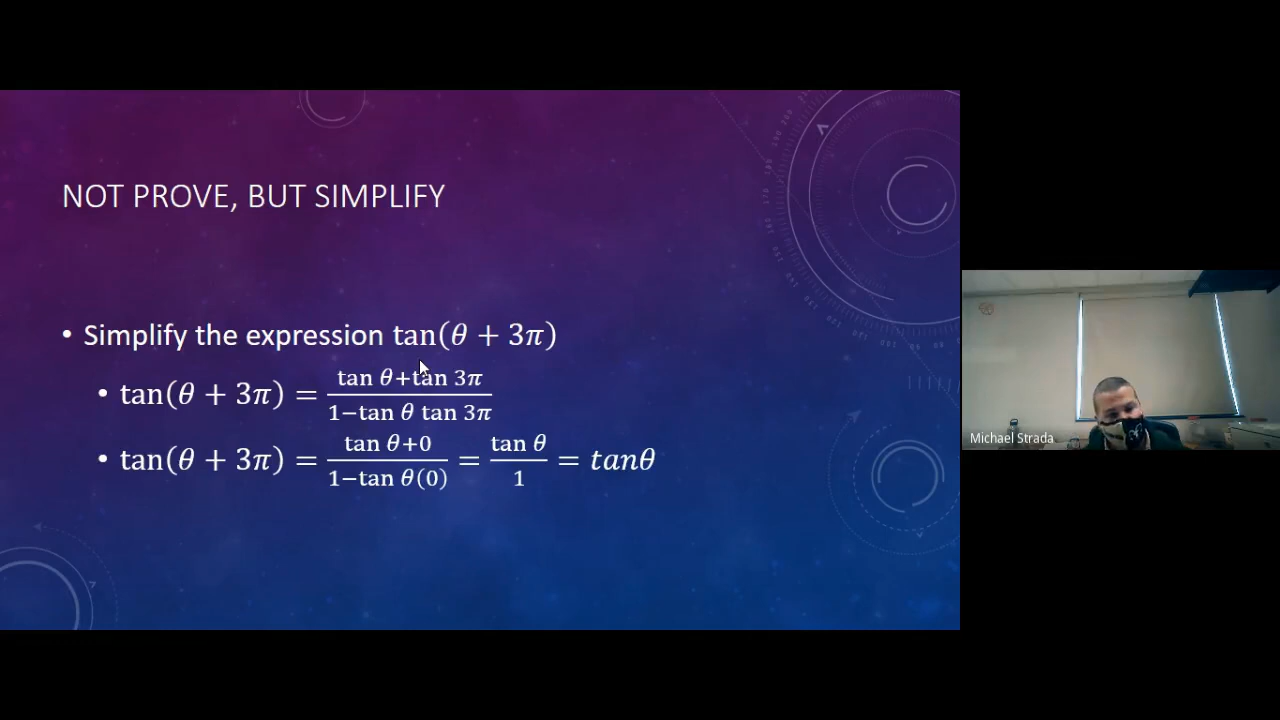 NOT PROVE, BUT SIMPLIFY
• Simplify the expression tan(θ + 3π)
• tan(θ + 3π) = (tan θ+tan 3π)/(1−tan θ tan 3π)
• tan(θ + 3π) = (tan θ+0)/(1−tan θ(0)) = (tan θ)/1 = tanθ
Michael Strada